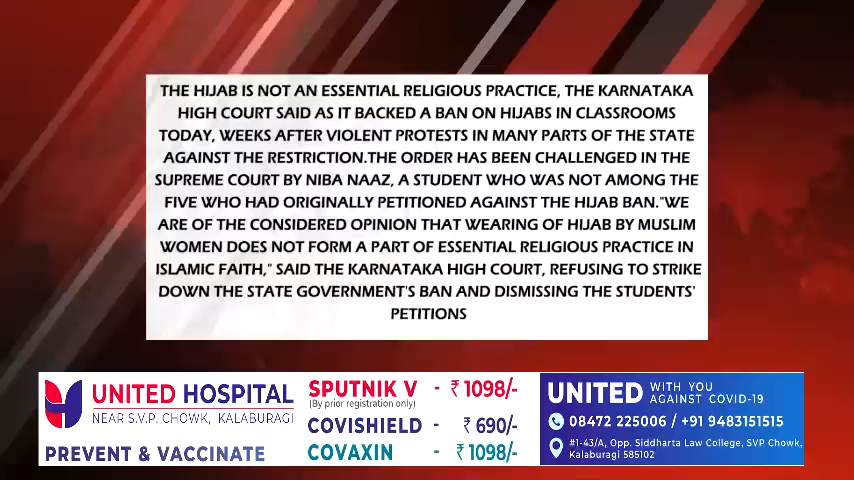 THE HIJAB IS NOT AN ESSENTIAL RELIGIOUS PRACTICE, THE KARNATAKA
HIGH COURT SAID AS IT BACKED A BAN ON HIJABS IN CLASSROOMS
TODAY, WEEKS AFTER VIOLENT PROTESTS IN MANY PARTS OF THE STATE
AGAINST THE RESTRICTION.THE ORDER HAS BEEN CHALLENGED IN THE
SUPREME COURT BY NIBA NAAZ, A STUDENT WHO WAS NOT AMONG THE
FIVE WHO HAD ORIGINALLY PETITIONED AGAINST THE HIJAB BAN."WE
ARE OF THE CONSIDERED OPINION THAT WEARING OF HIJAB BY MUSLIM
WOMEN DOES NOT FORM A PART OF ESSENTIAL RELIGIOUS PRACTICE IN
ISLAMIC FAITH," SAID THE KARNATAKA HIGH COURT, REFUSING TO STRIKE
DOWN THE STATE GOVERNMENT'S BAN AND DISMISSING THE STUDENTS'
PETITIONS
UNITED HOSPITAL
NEAR S.V.P. CHOWK, KALABURAGI
PREVENT & VACCINATE
SPUTNIK V - ₹ 1098/-
(By prior registration only)
COVISHIELD - ₹ 690/-
COVAXIN - ₹ 1098/-
UNITED WITH YOU
AGAINST COVID-19
08472 225006 / +91 9483151515
#1-43/A, Opp. Siddharta Law College, SVP Chowk,
Kalaburagi 585102